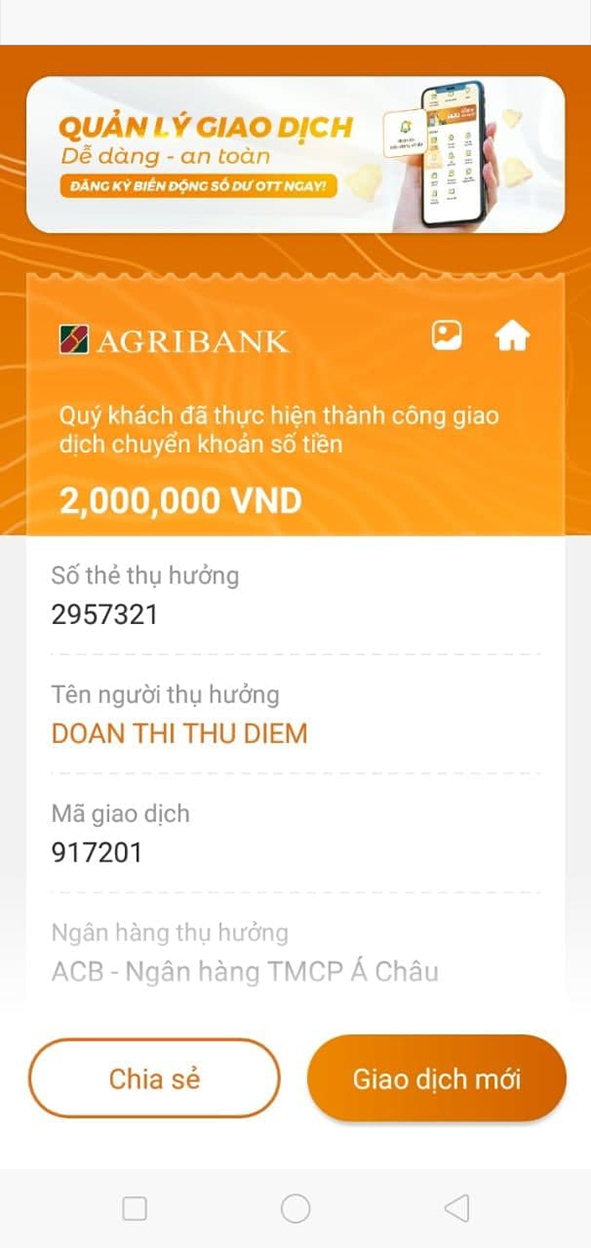 QUẢN LÝ GIAO DỊCH
Dễ dàng - an toàn
ĐĂNG KÝ BIẾN ĐỘNG SỐ DƯ OTT NGAY!
AGRIBANK
Quý khách đã thực hiện thành công giao
dịch chuyển khoản số tiền
2,000,000 VND
Số thẻ thụ hưởng
2957321
Tên người thụ hưởng
DOAN THI THU DIEM
Mã giao dịch
917201
Ngân hàng thụ hưởng
ACB - Ngân hàng TMCP Á Châu
Chia sẻ
Giao dịch mới